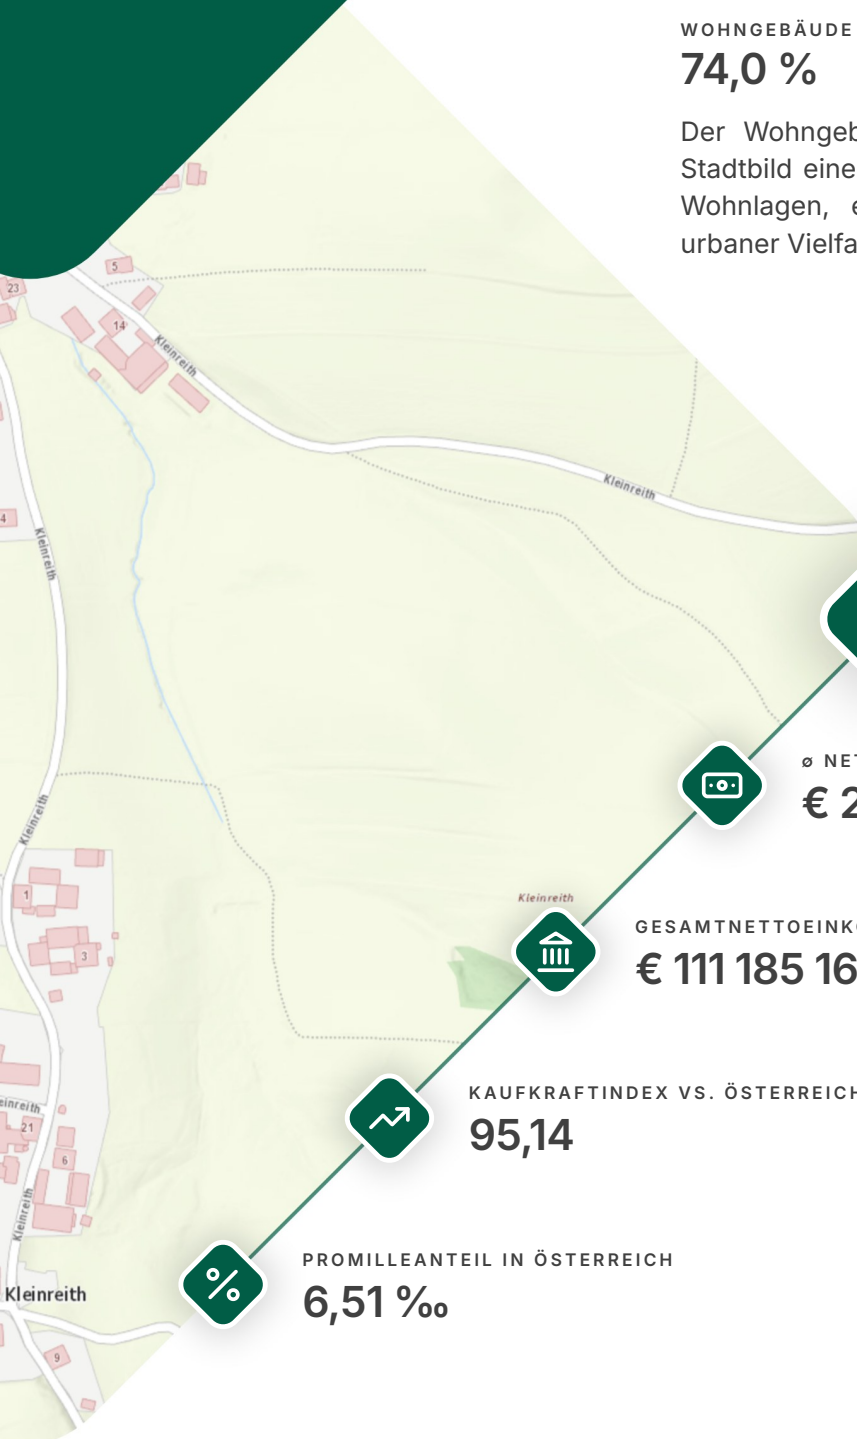 WOHNGEBÄUDE
74,0 %
Der Wohngeb
Stadtbild eine
Wohnlagen, e
urbaner Vielfa
5
23
14
Kleinreith
Kleinreith
4
Kleinreith
ø NET
€ 2
Kleinreith
1
Kleinreith
GESAMTNETTOEINKO
€ 111 185 16
3
KAUFKRAFTINDEX VS. ÖSTERREICH
95,14
einreith
21
6
Kleinreith
PROMILLEANTEIL IN ÖSTERREICH
6,51 ‰
Kleinreith
9